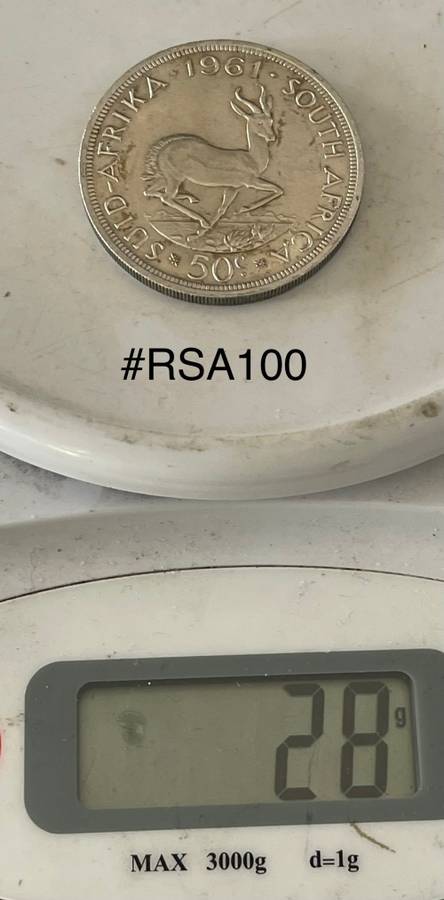 SUID-AFRIKA · 1961 · SOUTH AFRICA
50c
#RSA100
28 g
MAX 3000g d=1g